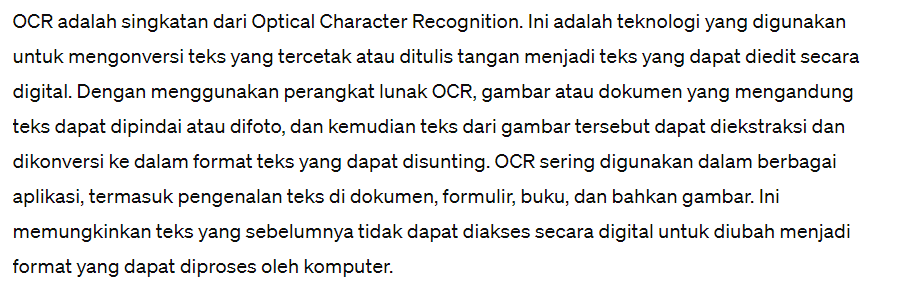 OCR adalah singkatan dari Optical Character Recognition. Ini adalah teknologi yang digunakan
untuk mengonversi teks yang tercetak atau ditulis tangan menjadi teks yang dapat diedit secara
digital. Dengan menggunakan perangkat lunak OCR, gambar atau dokumen yang mengandung
teks dapat dipindai atau difoto, dan kemudian teks dari gambar tersebut dapat diekstraksi dan
dikonversi ke dalam format teks yang dapat disunting. OCR sering digunakan dalam berbagai
aplikasi, termasuk pengenalan teks di dokumen, formulir, buku, dan bahkan gambar. Ini
memungkinkan teks yang sebelumnya tidak dapat diakses secara digital untuk diubah menjadi
format yang dapat diproses oleh komputer.